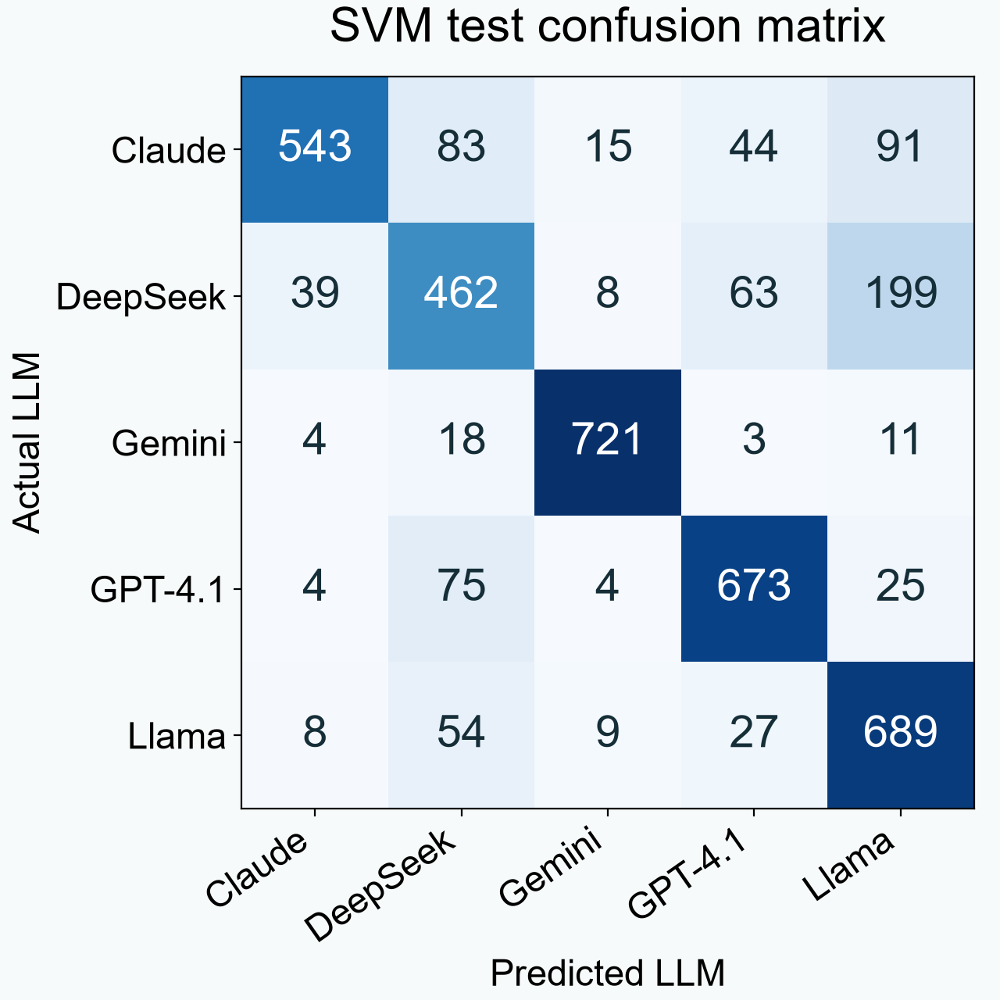 SVM test confusion matrix
Actual LLM
Claude 543 83 15 44 91
DeepSeek 39 462 8 63 199
Gemini 4 18 721 3 11
GPT-4.1 4 75 4 673 25
Llama 8 54 9 27 689
Claude DeepSeek Gemini GPT-4.1 Llama
Predicted LLM